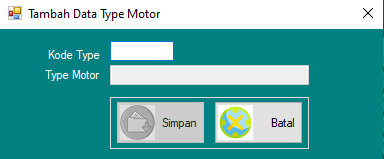 Tambah Data Type Motor
Kode Type
Type Motor
Simpan
Batal